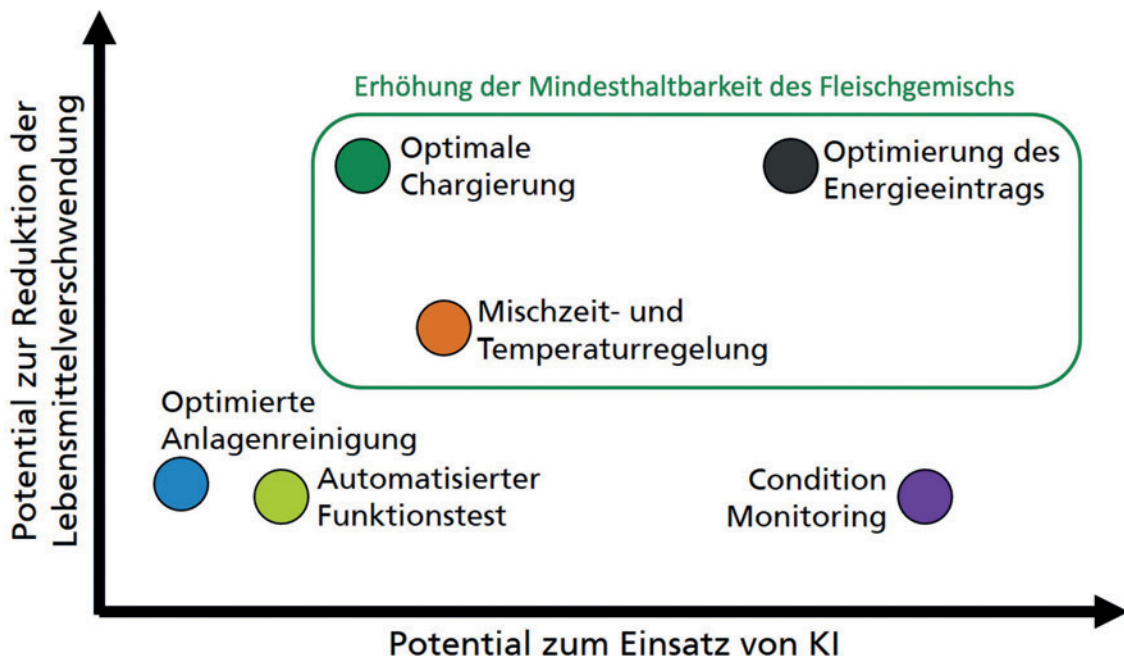 Potential zur Reduktion der
Lebensmittelverschwendung
Erhöhung der Mindesthaltbarkeit des Fleischgemischs
Optimale
Chargierung
Optimierung des
Energieeintrags
Mischzeit- und
Temperaturregelung
Optimierte
Anlagenreinigung
Automatisierter
Funktionstest
Condition
Monitoring
Potential zum Einsatz von KI